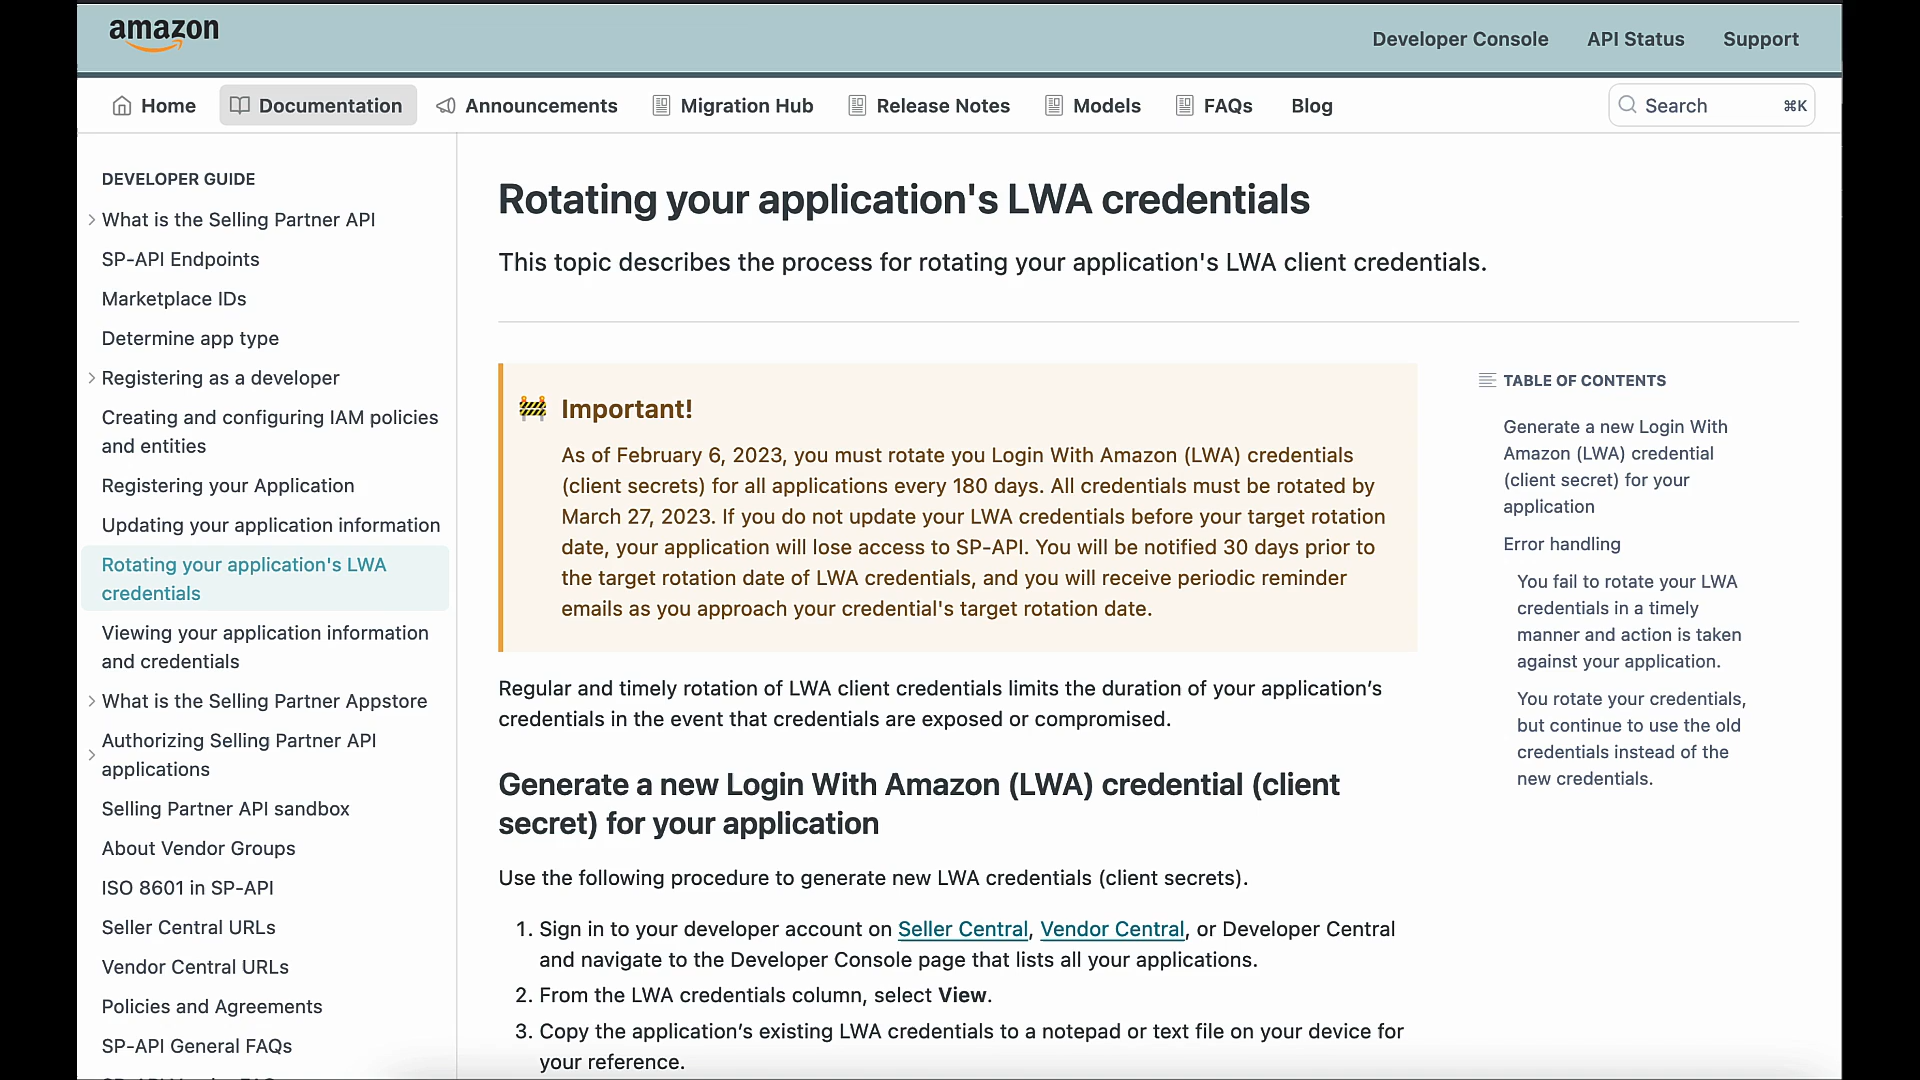 amazon
Developer Console
API Status
Support
Home
Documentation
Announcements
Migration Hub
Release Notes
Models
FAQs
Blog
Search
⌘K
DEVELOPER GUIDE
What is the Selling Partner API
SP-API Endpoints
Marketplace IDs
Determine app type
Registering as a developer
Creating and configuring IAM policies
and entities
Registering your Application
Updating your application information
Rotating your application's LWA
credentials
Viewing your application information
and credentials
What is the Selling Partner Appstore
Authorizing Selling Partner API
applications
Selling Partner API sandbox
About Vendor Groups
ISO 8601 in SP-API
Seller Central URLs
Vendor Central URLs
Policies and Agreements
SP-API General FAQs
Rotating your application's LWA credentials
This topic describes the process for rotating your application's LWA client credentials.
🚧 Important!
As of February 6, 2023, you must rotate you Login With Amazon (LWA) credentials
(client secrets) for all applications every 180 days. All credentials must be rotated by
March 27, 2023. If you do not update your LWA credentials before your target rotation
date, your application will lose access to SP-API. You will be notified 30 days prior to
the target rotation date of LWA credentials, and you will receive periodic reminder
emails as you approach your credential's target rotation date.
Regular and timely rotation of LWA client credentials limits the duration of your application’s
credentials in the event that credentials are exposed or compromised.
Generate a new Login With Amazon (LWA) credential (client
secret) for your application
Use the following procedure to generate new LWA credentials (client secrets).
1. Sign in to your developer account on Seller Central, Vendor Central, or Developer Central
and navigate to the Developer Console page that lists all your applications.
2. From the LWA credentials column, select View.
3. Copy the application’s existing LWA credentials to a notepad or text file on your device for
your reference.
TABLE OF CONTENTS
Generate a new Login With
Amazon (LWA) credential
(client secret) for your
application
Error handling
You fail to rotate your LWA
credentials in a timely
manner and action is taken
against your application.
You rotate your credentials,
but continue to use the old
credentials instead of the
new credentials.